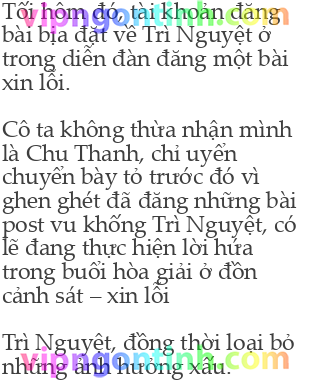 Tối hôm đó, tài khoản đăng
bài bịa đặt về Trì Nguyệt ở
trong diễn đàn đăng một bài
xin lỗi.
Cô ta không thừa nhận mình
là Chu Thanh, chỉ uyển
chuyển bày tỏ trước đó vì
ghen ghét đã đăng những bài
post vu khống Trì Nguyệt, có
lẽ đang thực hiện lời hứa
trong buổi hòa giải ở đồn
cảnh sát – xin lỗi
Trì Nguyệt, đồng thời loại bỏ
những ảnh hưởng xấu.
vipngontinh.com
vipngontinh.com